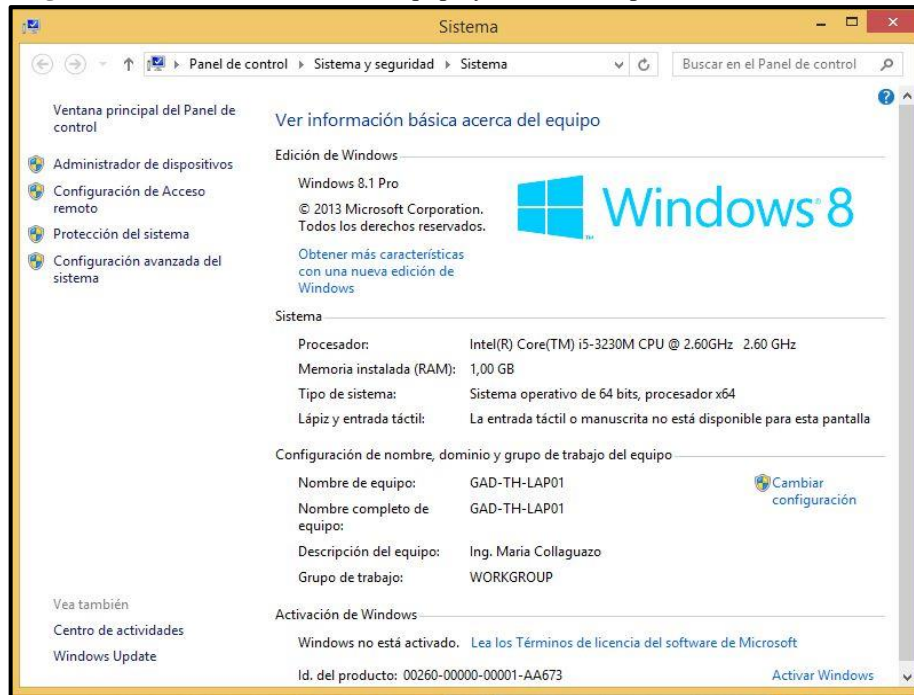 Sistema
Panel de control
Sistema y seguridad
Sistema
Buscar en el Panel de control
Ventana principal del Panel de
control
Administrador de dispositivos
Configuración de Acceso
remoto
Protección del sistema
Configuración avanzada del
sistema
Vea también
Centro de actividades
Windows Update
Ver información básica acerca del equipo
Edición de Windows
Windows 8.1 Pro
© 2013 Microsoft Corporation.
Todos los derechos reservados.
Obtener más características
con una nueva edición de
Windows
Windows 8
Sistema
Procesador: Intel(R) Core(TM) i5-3230M CPU @ 2.60GHz 2.60 GHz
Memoria instalada (RAM): 1,00 GB
Tipo de sistema: Sistema operativo de 64 bits, procesador x64
Lápiz y entrada táctil: La entrada táctil o manuscrita no está disponible para esta pantalla
Configuración de nombre, dominio y grupo de trabajo del equipo
Nombre de equipo: GAD-TH-LAP01
Cambiar
configuración
Nombre completo de
equipo:
GAD-TH-LAP01
Descripción del equipo: Ing. Maria Collaguazo
Grupo de trabajo: WORKGROUP
Activación de Windows
Windows no está activado. Lea los Términos de licencia del software de Microsoft
Id. del producto: 00260-00000-00001-AA673
Activar Windows